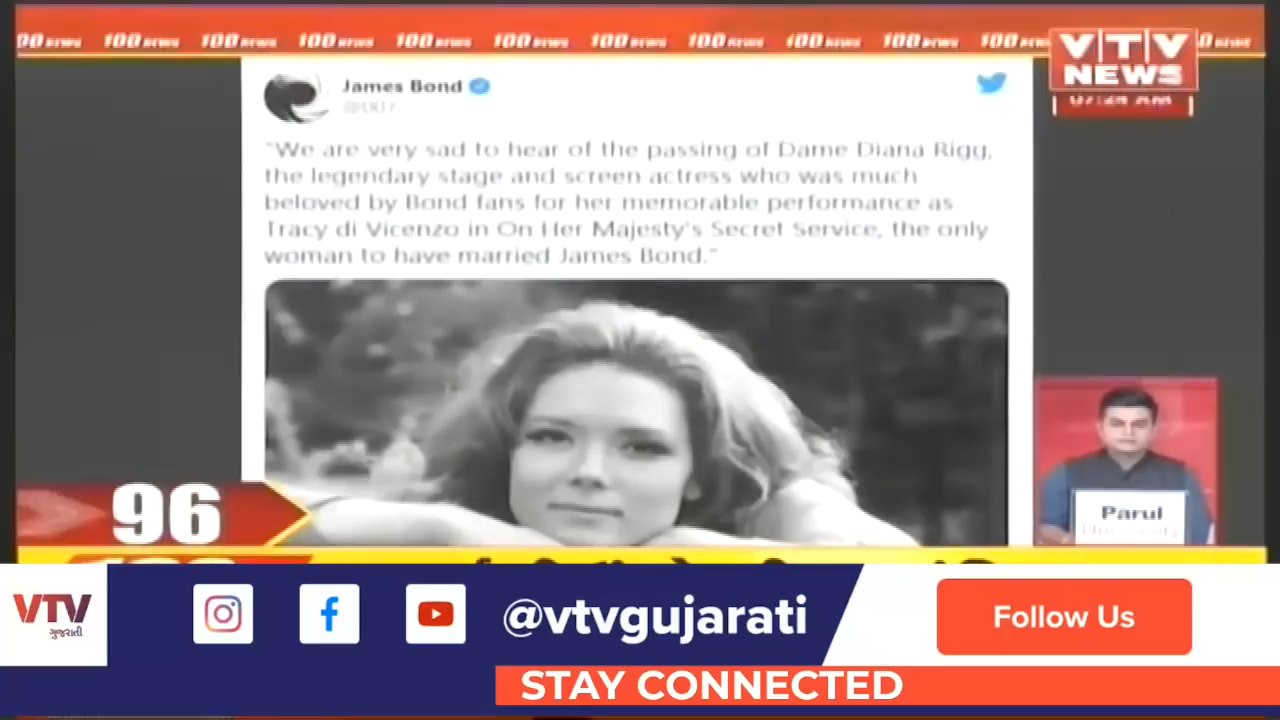 100 NEWS 100 NEWS 100 NEWS 100 NEWS 100 NEWS 100 NEWS 100 NEWS 100 NEWS 100 NEWS
VTV
NEWS
James Bond
@007
"We are very sad to hear of the passing of Dame Diana Rigg,
the legendary stage and screen actress who was much
beloved by Bond fans for her memorable performance as
Tracy di Vicenzo in On Her Majesty's Secret Service, the only
woman to have married James Bond."
96
Parul
University
VTV
ગુજરાતી
@vtvgujarati
Follow Us
STAY CONNECTED